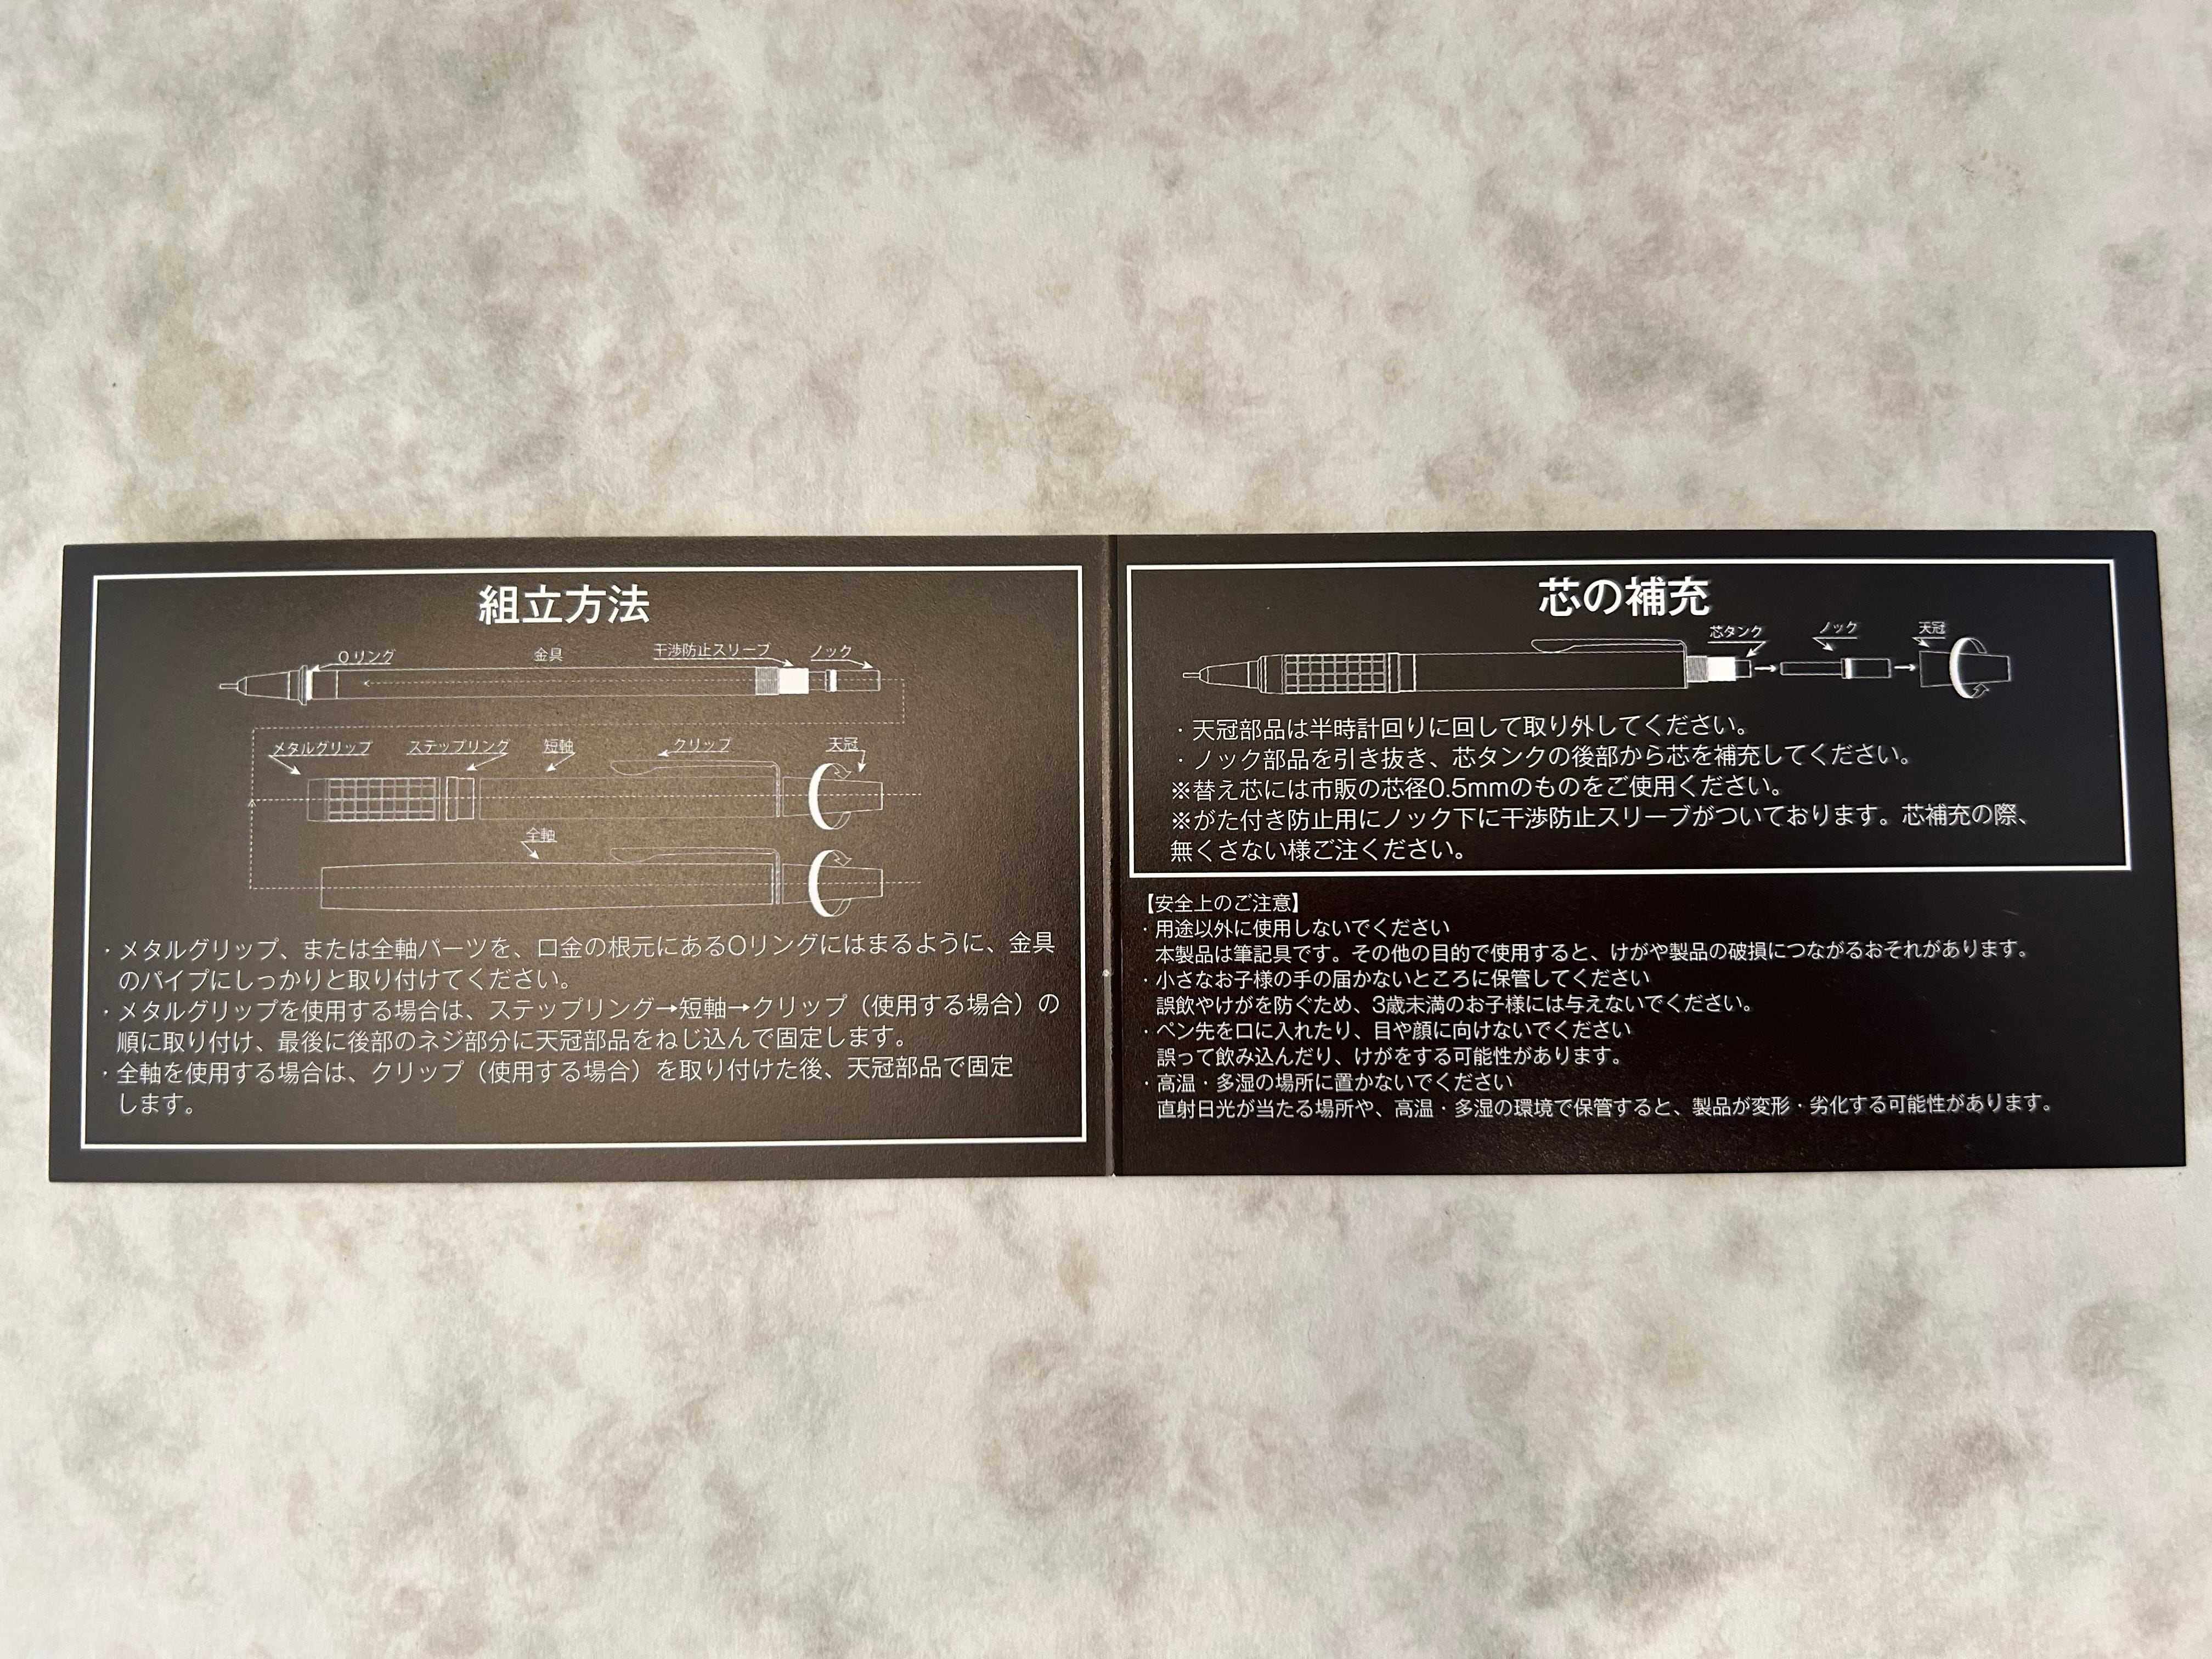 組立方法
Oリング
金具
干渉防止スリーブ
ノック
メタルグリップ
ステップリング
短軸
クリップ
天冠
全軸
・メタルグリップ、または全軸パーツを、口金の根元にあるOリングにはまるように、金具
のパイプにしっかりと取り付けてください。
・メタルグリップを使用する場合は、ステップリング→短軸→クリップ（使用する場合）の
順に取り付け、最後に後部のネジ部分に天冠部品をねじ込んで固定します。
・全軸を使用する場合は、クリップ（使用する場合）を取り付けた後、天冠部品で固定
します。
芯の補充
芯タンク
ノック
天冠
・天冠部品は半時計回りに回して取り外してください。
・ノック部品を引き抜き、芯タンクの後部から芯を補充してください。
※替え芯には市販の芯径0.5mmのものをご使用ください。
※がた付き防止用にノック下に干渉防止スリーブがついております。芯補充の際、
無くさない様ご注ください。
【安全上のご注意】
・用途以外に使用しないでください
本製品は筆記具です。その他の目的で使用すると、けがや製品の破損につながるおそれがあります。
・小さなお子様の手の届かないところに保管してください
誤飲やけがを防ぐため、3歳未満のお子様には与えないでください。
・ペン先を口に入れたり、目や顔に向けないでください
誤って飲み込んだり、けがをする可能性があります。
・高温・多湿の場所に置かないでください
直射日光が当たる場所や、高温・多湿の環境で保管すると、製品が変形・劣化する可能性があります。